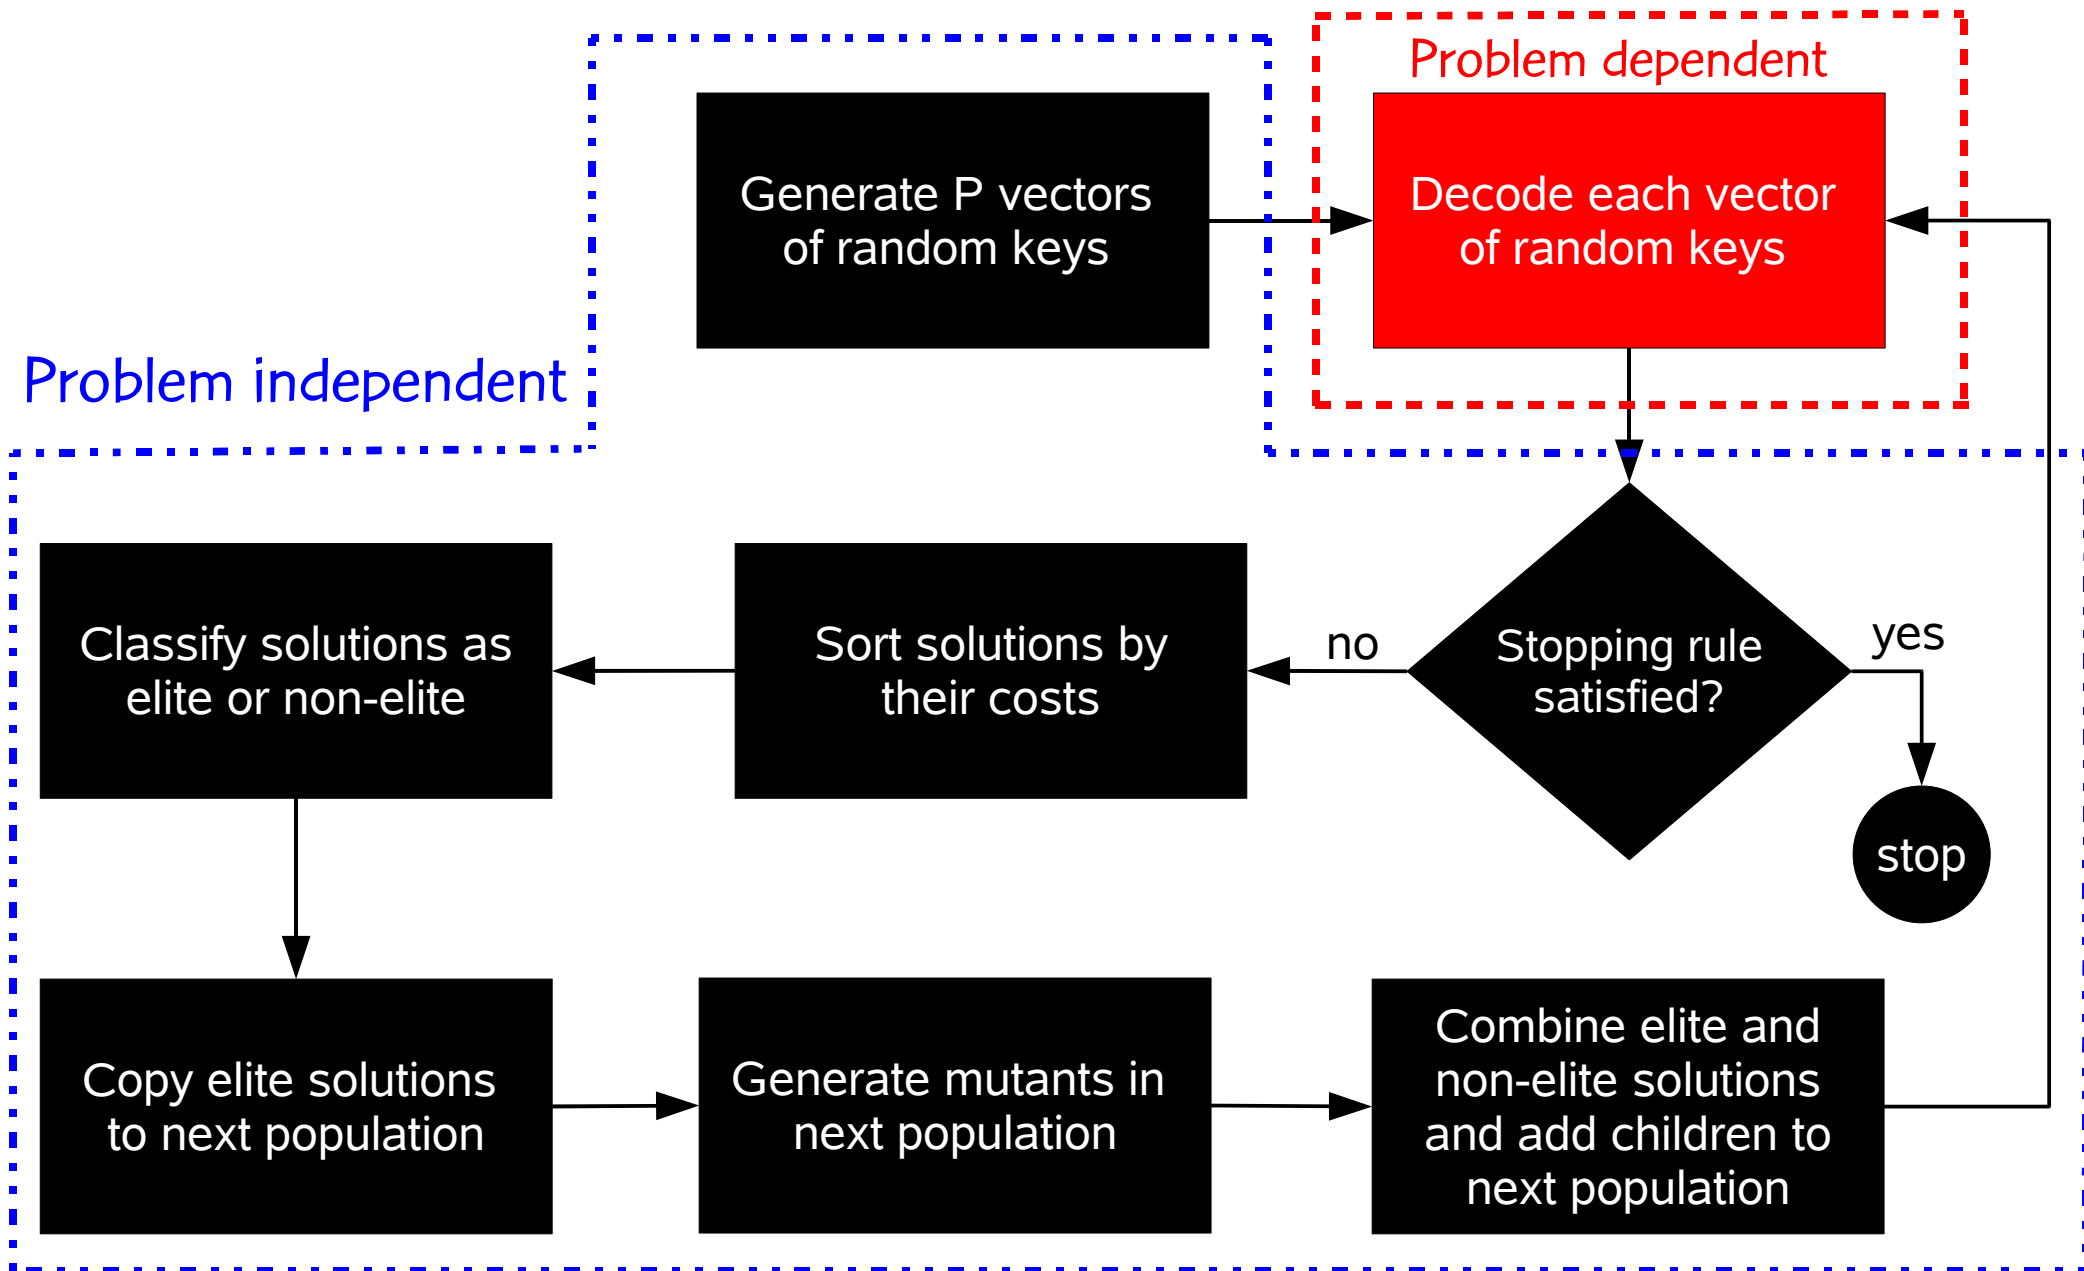 Problem dependent
Generate P vectors
of random keys
Decode each vector
of random keys
Problem independent
Classify solutions as
elite or non-elite
Sort solutions by
their costs
no
Stopping rule
satisfied?
yes
stop
Copy elite solutions
to next population
Generate mutants in
next population
Combine elite and
non-elite solutions
and add children to
next population